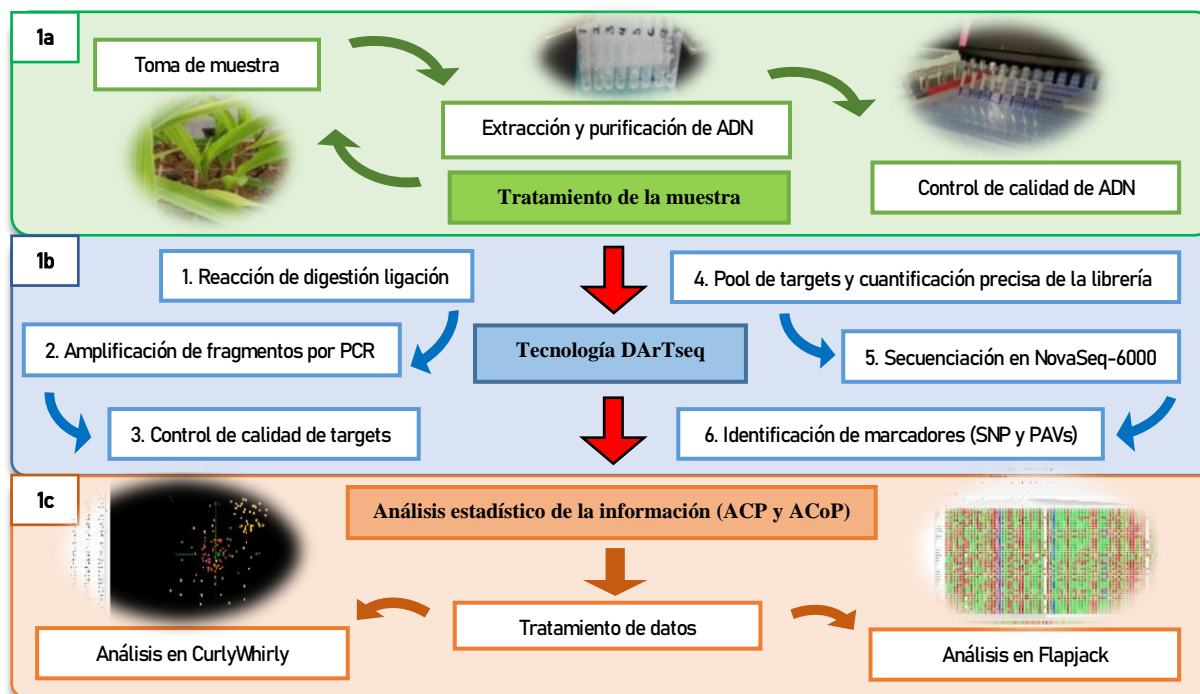 1a
Toma de muestra
Extracción y purificación de ADN
Control de calidad de ADN
Tratamiento de la muestra
1b
1. Reacción de digestión ligación
2. Amplificación de fragmentos por PCR
3. Control de calidad de targets
Tecnología DArTseq
4. Pool de targets y cuantificación precisa de la librería
5. Secuenciación en NovaSeq-6000
6. Identificación de marcadores (SNP y PAVs)
1c
Análisis estadístico de la información (ACP y ACoP)
Tratamiento de datos
Análisis en CurlyWhirly
Análisis en Flapjack